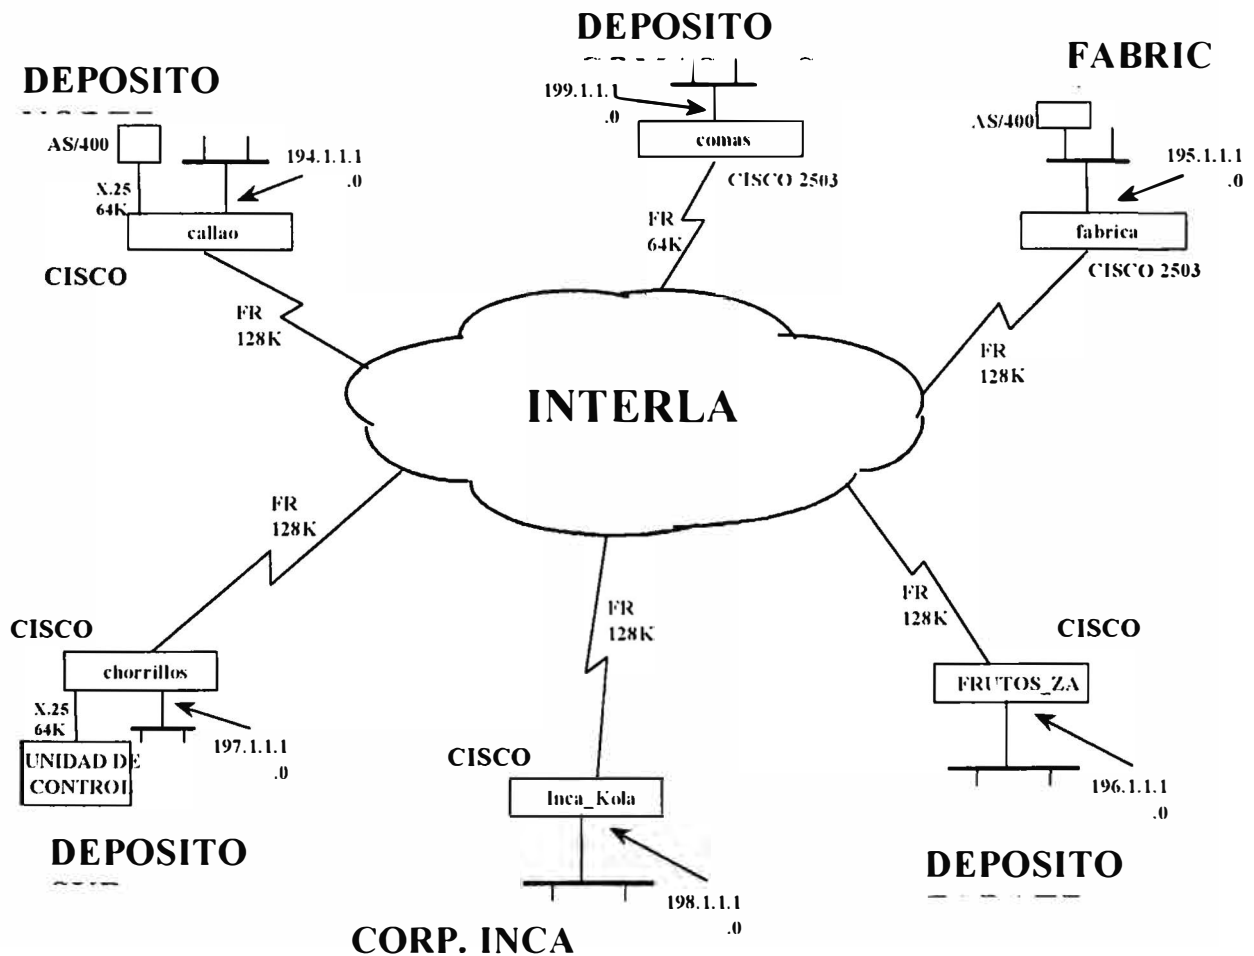 DEPOSITO
DEPOSITO
FABRIC
AS/400
X.25
64K
194.1.1.1
.0
callao
CISCO
FR
128K
199.1.1.1
.0
comas
CISCO 2503
FR
64K
AS/400
195.1.1.1
.0
fabrica
CISCO 2503
FR
128K
INTERLA
FR
128K
CISCO
chorrillos
X.25
64K
UNIDAD DE
CONTROL
197.1.1.1
.0
DEPOSITO
FR
128K
CISCO
Inca_Kola
198.1.1.1
.0
CORP. INCA
FR
128K
CISCO
FRUTOS_ZA
196.1.1.1
.0
DEPOSITO